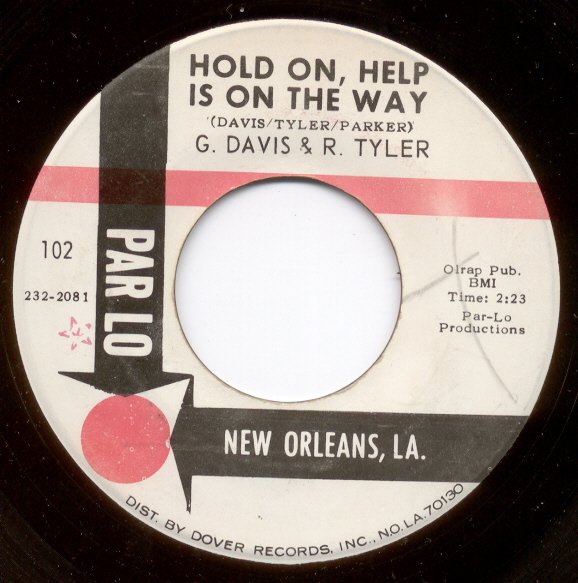 HOLD ON, HELP
IS ON THE WAY
(DAVIS/TYLER/PARKER)
G. DAVIS & R. TYLER
102
232-2081
PAR LO
Olrap Pub.
BMI
Time: 2:23
Par-Lo
Productions
NEW ORLEANS, LA.
DIST. BY DOVER RECORDS, INC., NO. LA. 70130